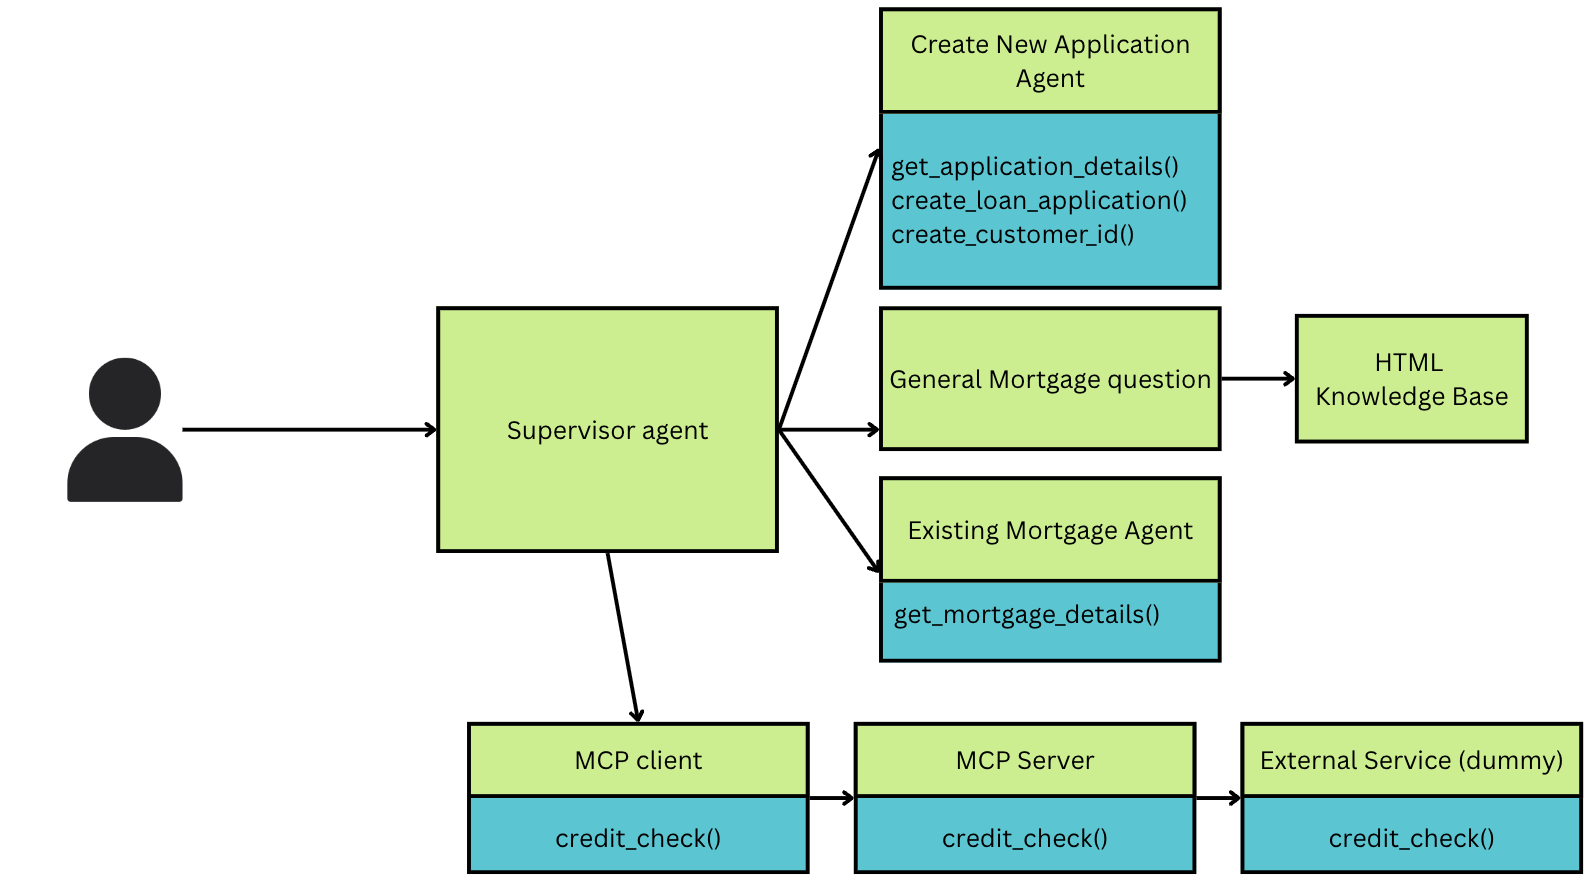 Create New Application
Agent
get_application_details()
create_loan_application()
create_customer_id()
Supervisor agent
General Mortgage question
HTML
Knowledge Base
Existing Mortgage Agent
get_mortgage_details()
MCP client
credit_check()
MCP Server
credit_check()
External Service (dummy)
credit_check()